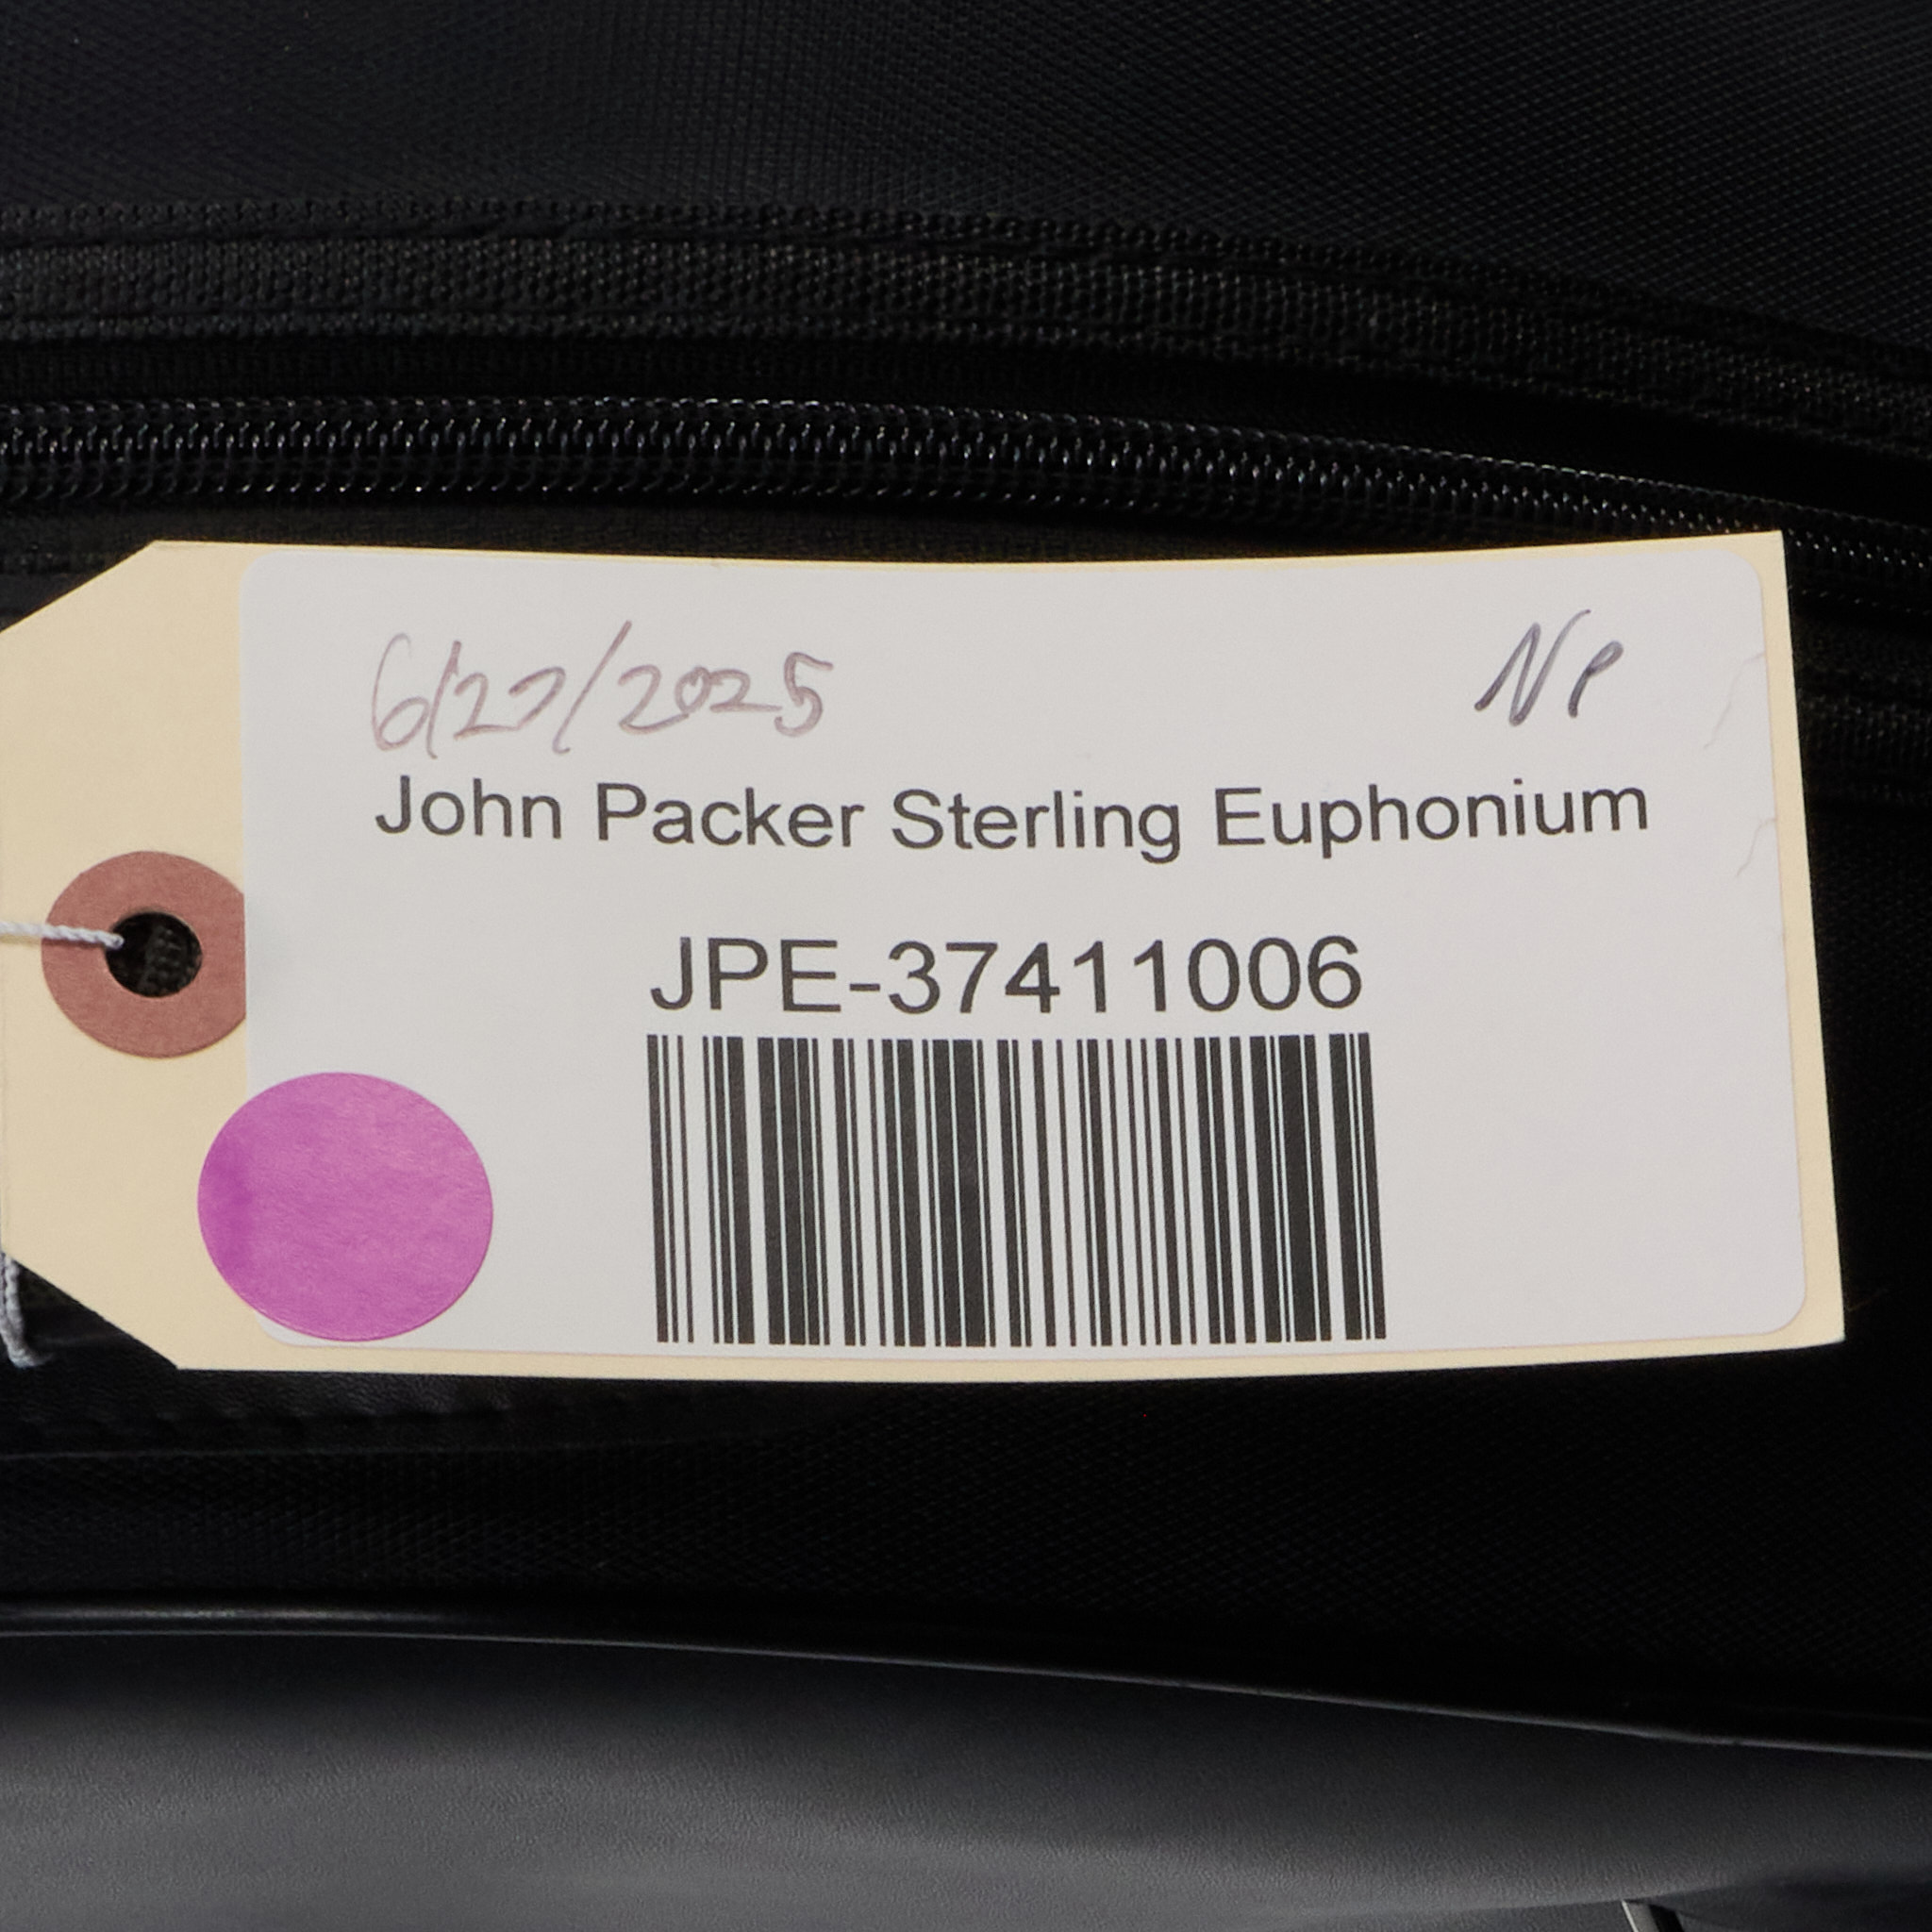 6/27/2025 NP
John Packer Sterling Euphonium
JPE-37411006